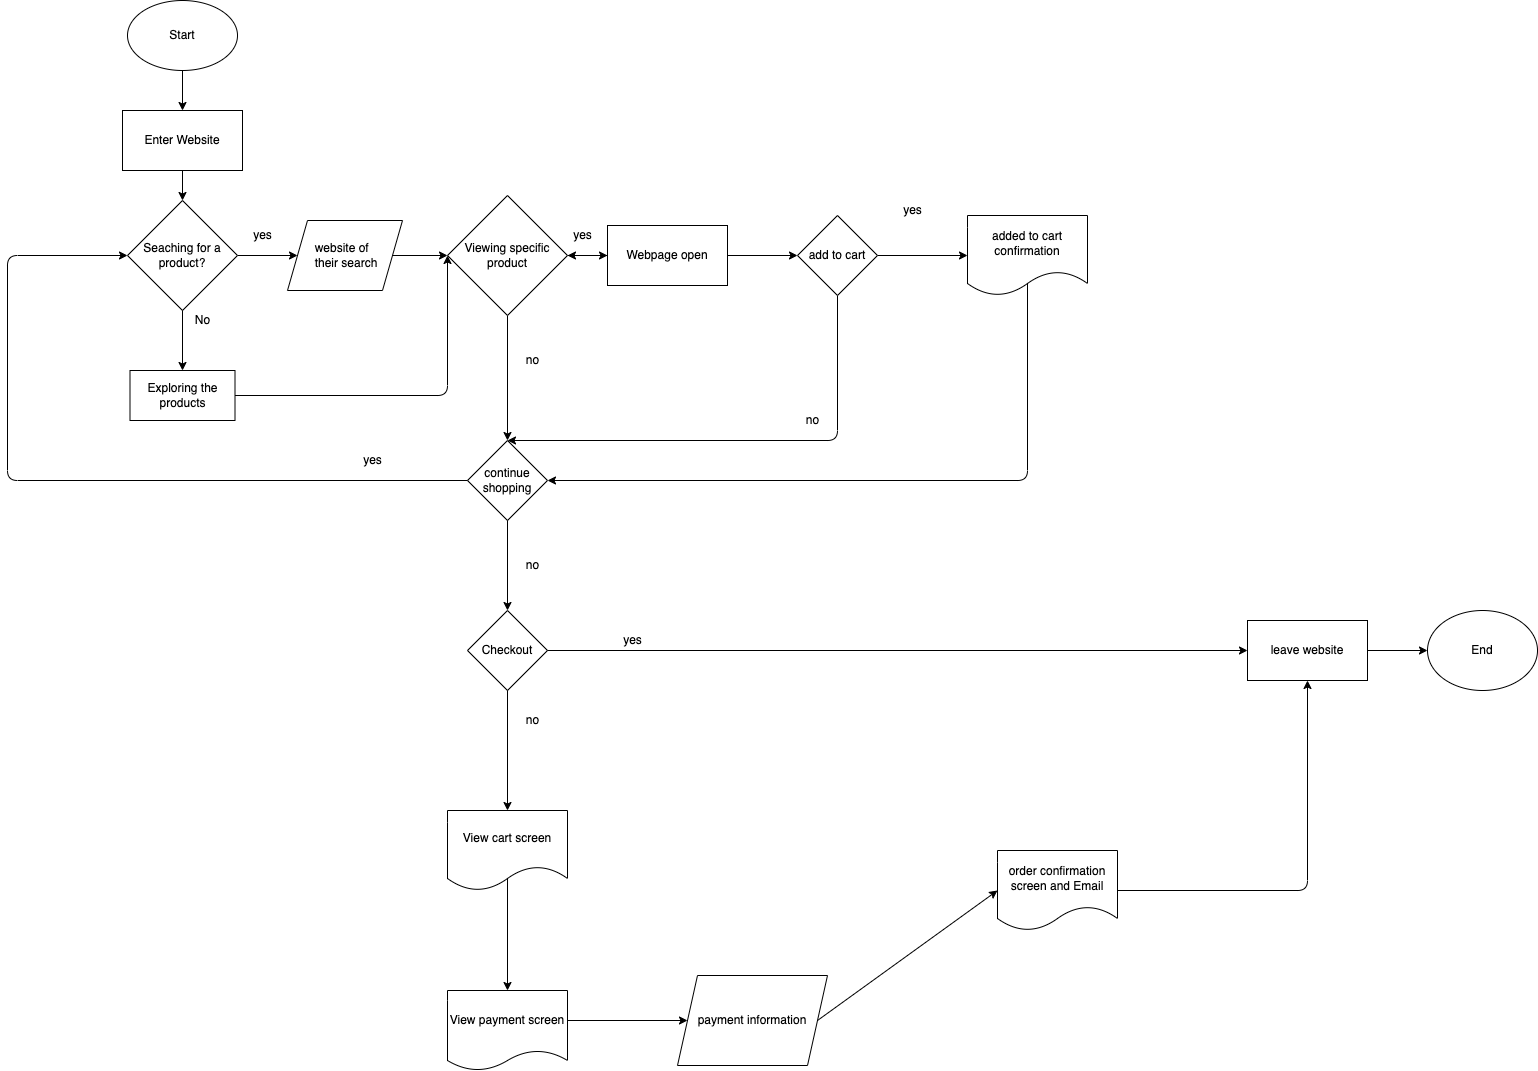 Start
Enter Website
Seaching for a
product?
yes
website of
their search
Viewing specific
product
yes
Webpage open
add to cart
yes
added to cart
confirmation
No
Exploring the
products
no
no
yes
continue
shopping
no
Checkout
yes
leave website
End
no
View cart screen
order confirmation
screen and Email
View payment screen
payment information